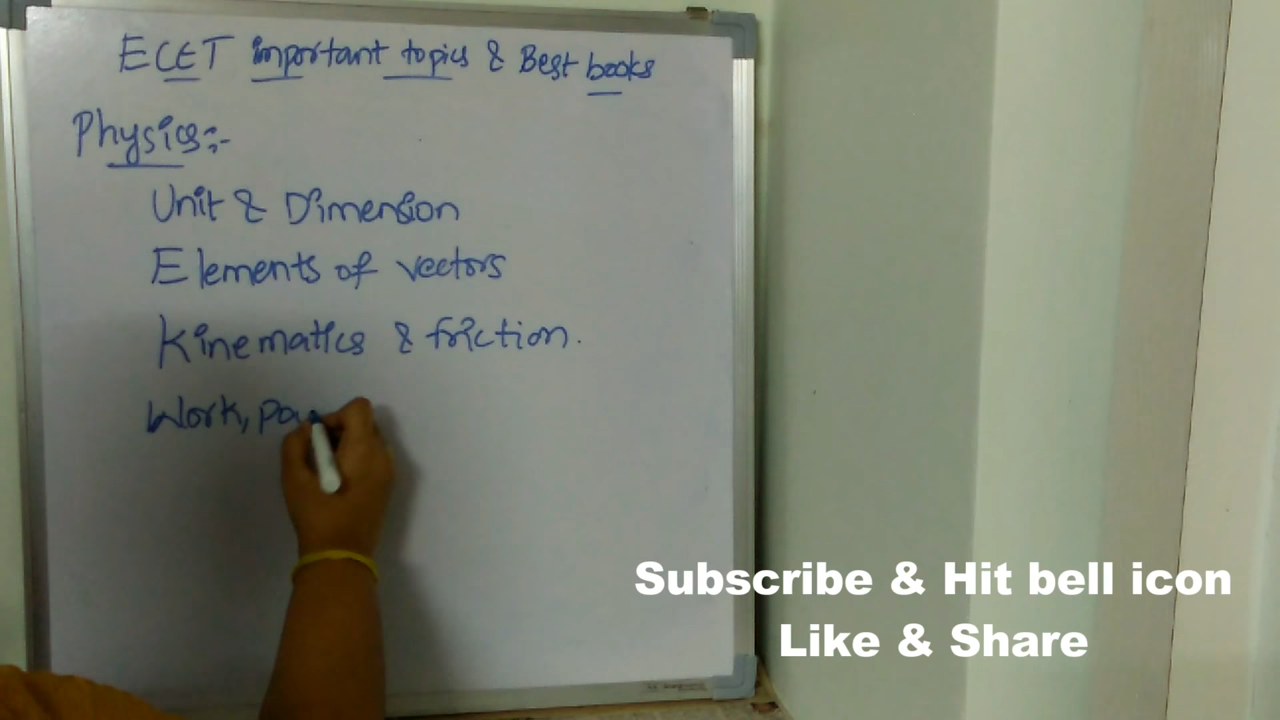 ECET important topics & Best books
Physics:-
Unit & Dimension
Elements of vectors
Kinematics & friction.
Work, po
Subscribe & Hit bell icon
Like & Share